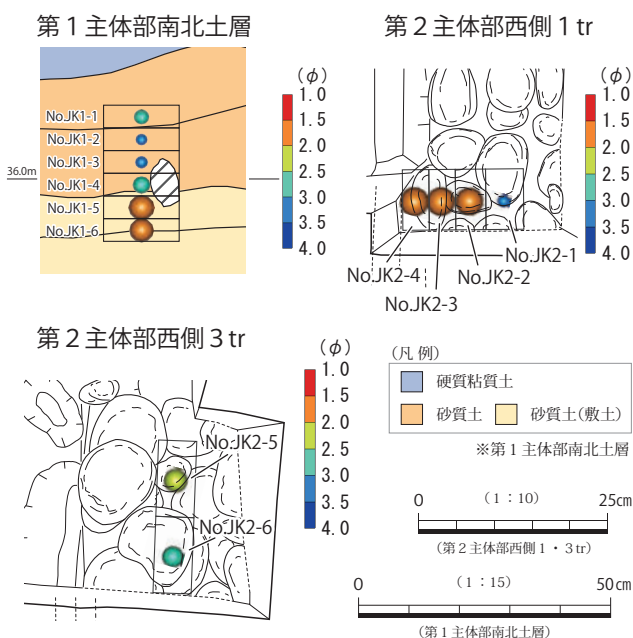 第1主体部南北土層
(φ)
1.0
1.5
2.0
2.5
3.0
3.5
4.0
No.JK1-1
No.JK1-2
No.JK1-3
36.0m
No.JK1-4
No.JK1-5
No.JK1-6
第2主体部西側1tr
(φ)
1.0
1.5
2.0
2.5
3.0
3.5
4.0
No.JK2-1
No.JK2-2
No.JK2-3
No.JK2-4
第2主体部西側3tr
(φ)
1.0
1.5
2.0
2.5
3.0
3.5
4.0
No.JK2-5
No.JK2-6
(凡例)
硬質粘質土
砂質土 砂質土(敷土)
※第1主体部南北土層
0 (1:10) 25cm
(第2主体部西側1・3tr)
0 (1:15) 50cm
(第1主体部南北土層)